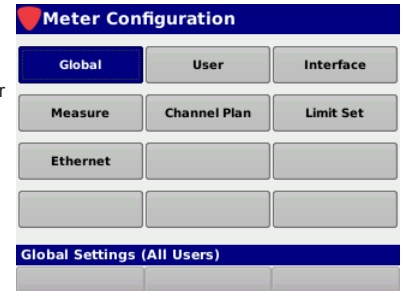 Meter Configuration
Global User Interface
r
Measure Channel Plan Limit Set
Ethernet
Global Settings (All Users)